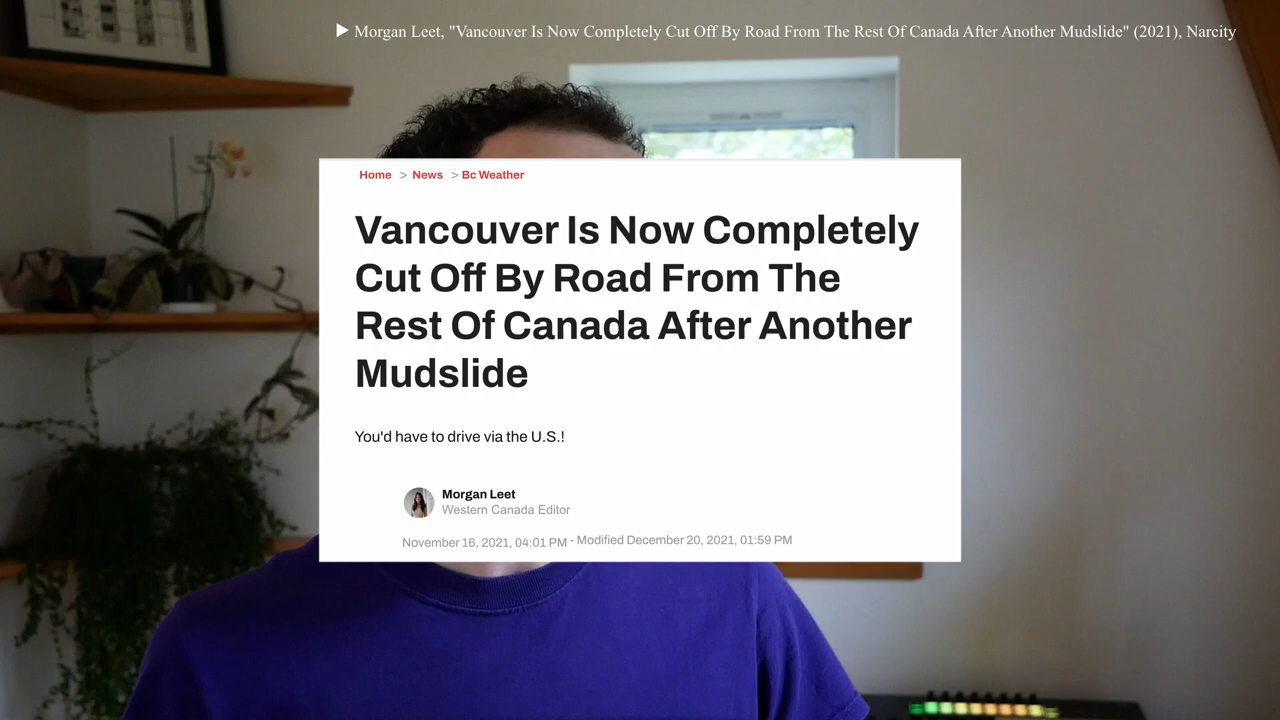 ▶ Morgan Leet, "Vancouver Is Now Completely Cut Off By Road From The Rest Of Canada After Another Mudslide" (2021), Narcity
Home > News > Bc Weather
Vancouver Is Now Completely
Cut Off By Road From The
Rest Of Canada After Another
Mudslide
You'd have to drive via the U.S.!
Morgan Leet
Western Canada Editor
November 16, 2021, 04:01 PM - Modified December 20, 2021, 01:59 PM